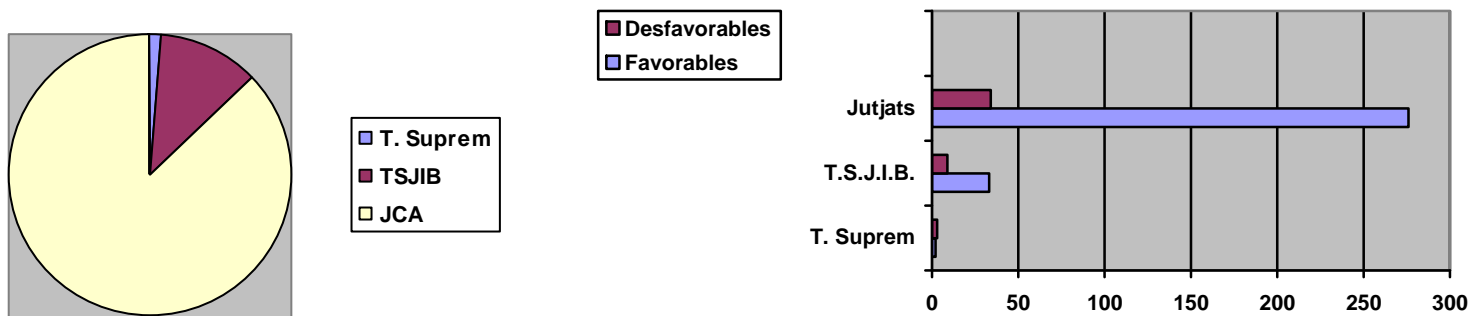 T. Suprem
TSJIB
JCA
Desfavorables
Favorables
Jutjats
T.S.J.I.B.
T. Suprem
0 50 100 150 200 250 300